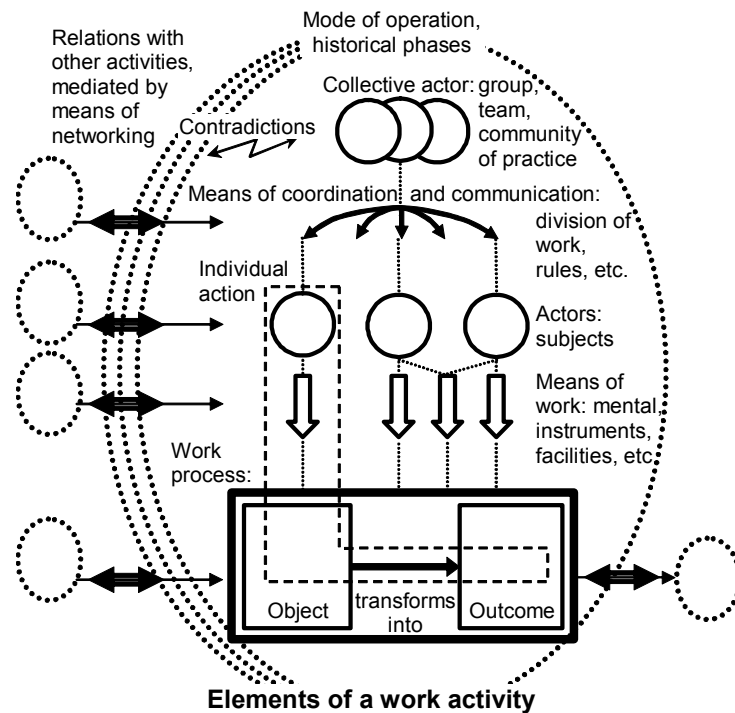 Mode of operation,
historical phases
Relations with
other activities,
mediated by
means of
networking
Collective actor: group,
team,
community
of practice
Contradictions
Means of coordination and communication:
division of
work,
rules, etc.
Individual
action
Actors:
subjects
Means of
work: mental,
instruments,
facilities, etc
Work
process:
Object
transforms
into
Outcome
Elements of a work activity